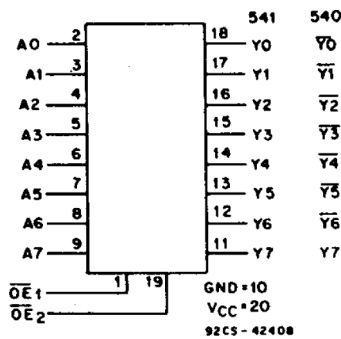 541 540
A0 2 18 Y0 Y̅0̅
A1 3 17 Y1 Y̅1̅
A2 4 16 Y2 Y̅2̅
A3 5 15 Y3 Y̅3̅
A4 6 14 Y4 Y̅4̅
A5 7 13 Y5 Y̅5̅
A6 8 12 Y6 Y̅6̅
A7 9 11 Y7 Y7
1 19
O̅E̅1 GND=10
O̅E̅2 VCC=20
92CS-42408